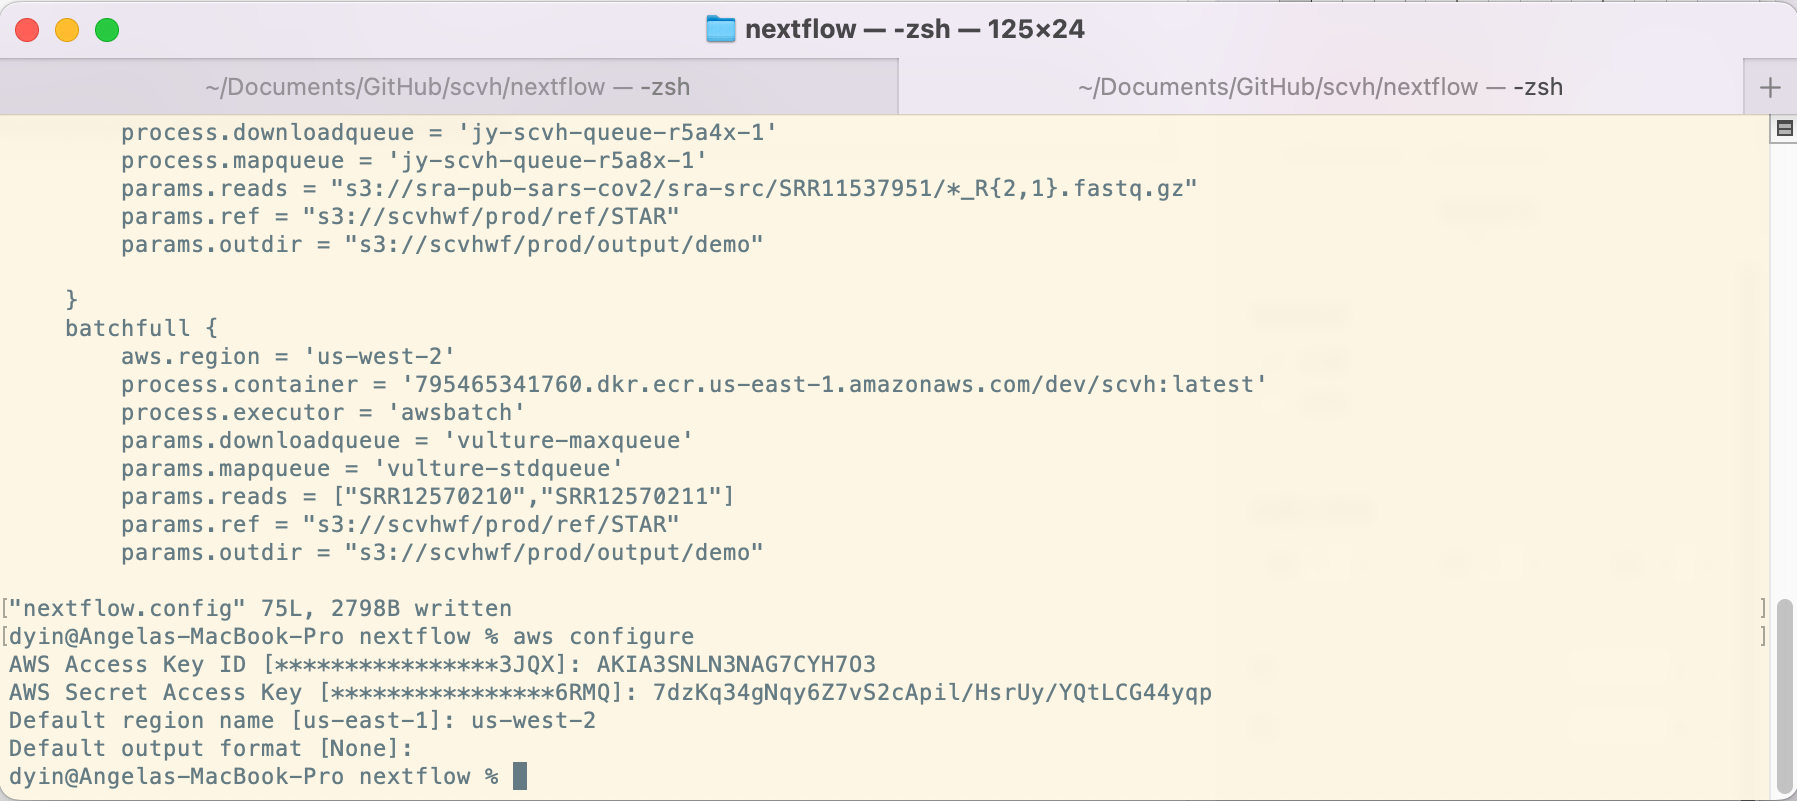 nextflow — -zsh — 125×24
~/Documents/GitHub/scvh/nextflow — -zsh
~/Documents/GitHub/scvh/nextflow — -zsh
+
process.downloadqueue = 'jy-scvh-queue-r5a4x-1'
process.mapqueue = 'jy-scvh-queue-r5a8x-1'
params.reads = "s3://sra-pub-sars-cov2/sra-src/SRR11537951/*_R{2,1}.fastq.gz"
params.ref = "s3://scvhwf/prod/ref/STAR"
params.outdir = "s3://scvhwf/prod/output/demo"
}
batchfull {
aws.region = 'us-west-2'
process.container = '795465341760.dkr.ecr.us-east-1.amazonaws.com/dev/scvh:latest'
process.executor = 'awsbatch'
params.downloadqueue = 'vulture-maxqueue'
params.mapqueue = 'vulture-stdqueue'
params.reads = ["SRR12570210","SRR12570211"]
params.ref = "s3://scvhwf/prod/ref/STAR"
params.outdir = "s3://scvhwf/prod/output/demo"
["nextflow.config" 75L, 2798B written ]
[dyin@Angelas-MacBook-Pro nextflow % aws configure ]
AWS Access Key ID [****************3JQX]: AKIA3SNLN3NAG7CYH7O3
AWS Secret Access Key [****************6RMQ]: 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
Default region name [us-east-1]: us-west-2
Default output format [None]:
dyin@Angelas-MacBook-Pro nextflow %